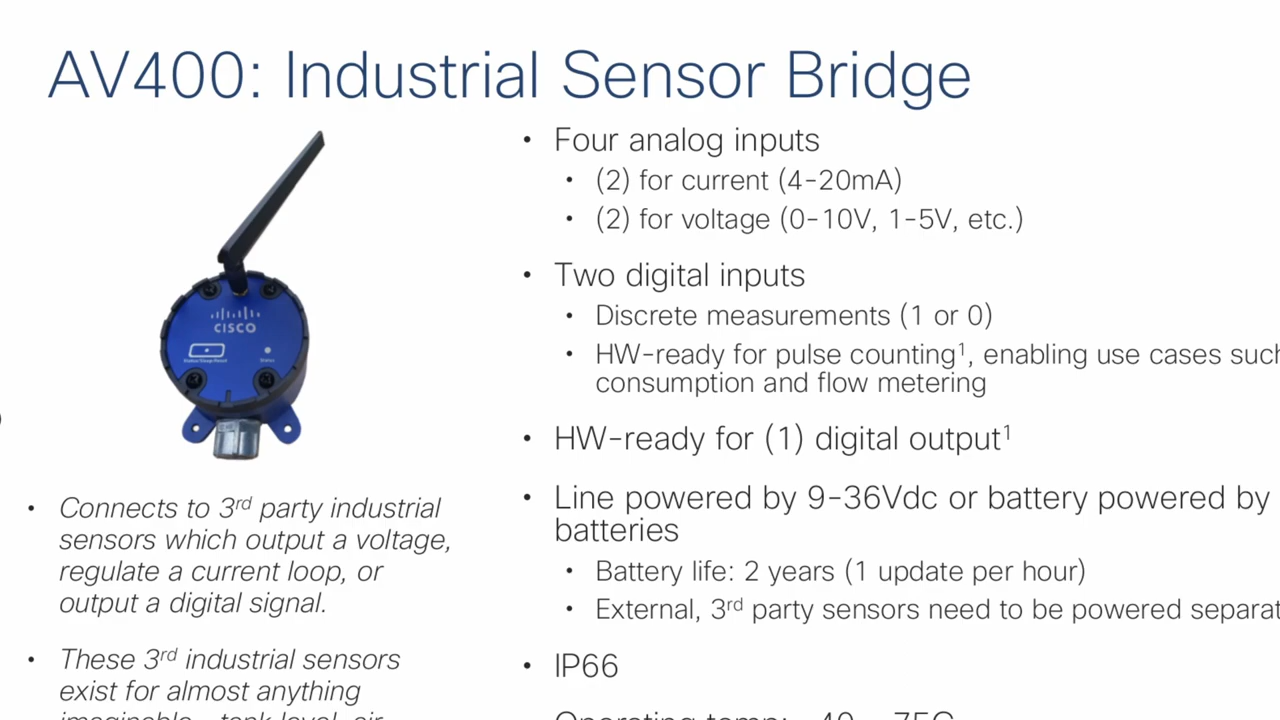 AV400: Industrial Sensor Bridge
CISCO
Connects to 3rd party industrial
sensors which output a voltage,
regulate a current loop, or
output a digital signal.
These 3rd industrial sensors
exist for almost anything
Four analog inputs
(2) for current (4-20mA)
(2) for voltage (0-10V, 1-5V, etc.)
Two digital inputs
Discrete measurements (1 or 0)
HW-ready for pulse counting¹, enabling use cases such
consumption and flow metering
HW-ready for (1) digital output¹
Line powered by 9-36Vdc or battery powered by
batteries
Battery life: 2 years (1 update per hour)
External, 3rd party sensors need to be powered separat
IP66